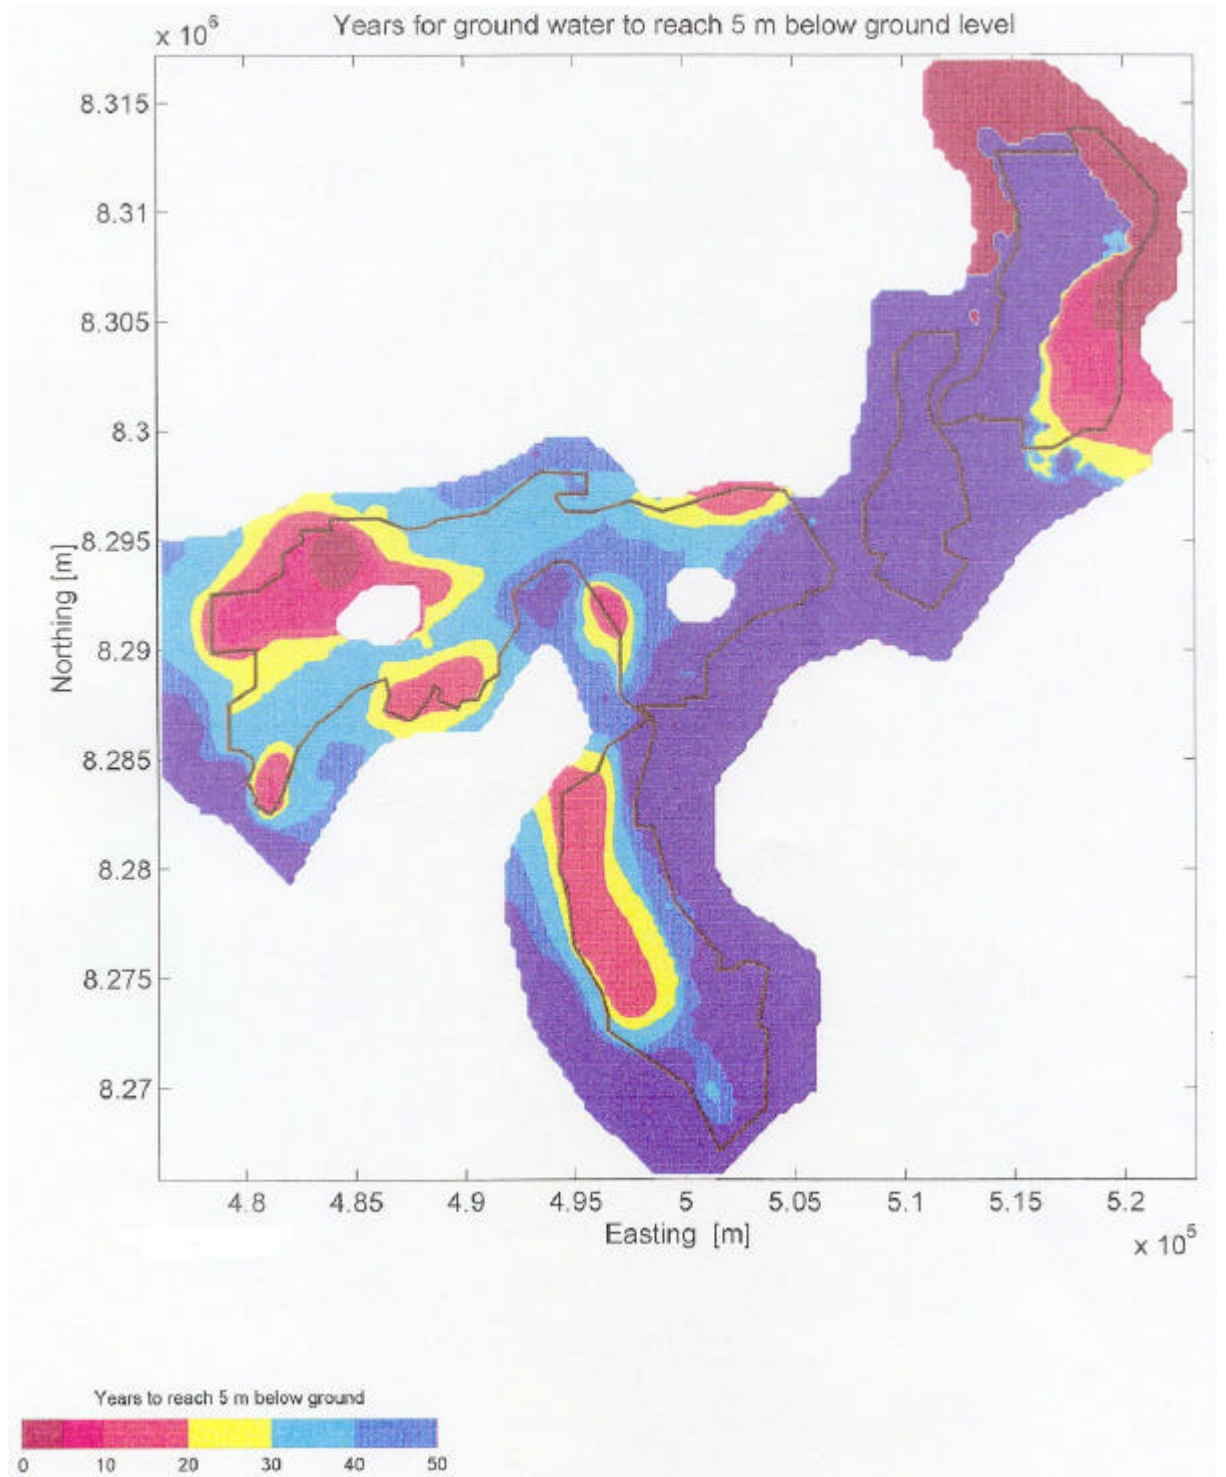 Years for ground water to reach 5 m below ground level
x 10^6
8.315
8.31
8.305
8.3
8.295
8.29
8.285
8.28
8.275
8.27
Northing [m]
4.8 4.85 4.9 4.95 5 5.05 5.1 5.15 5.2
Easting [m]
x 10^5
Years to reach 5 m below ground
0 10 20 30 40 50